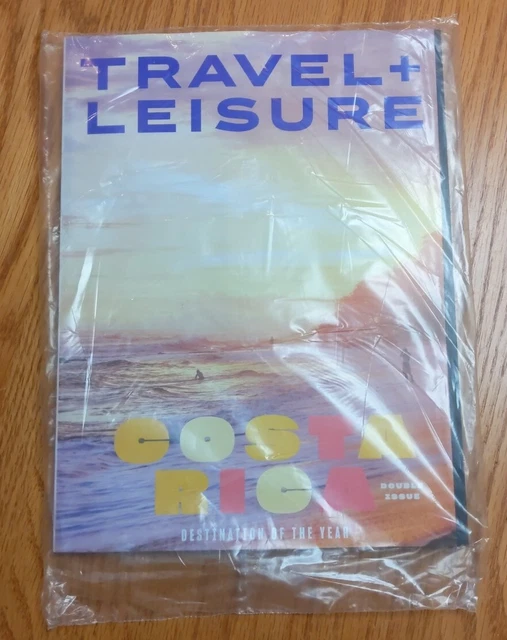 TRAVEL+
LEISURE
COSTA
RICA
DOUBLE
ISSUE
DESTINATION OF THE YEAR